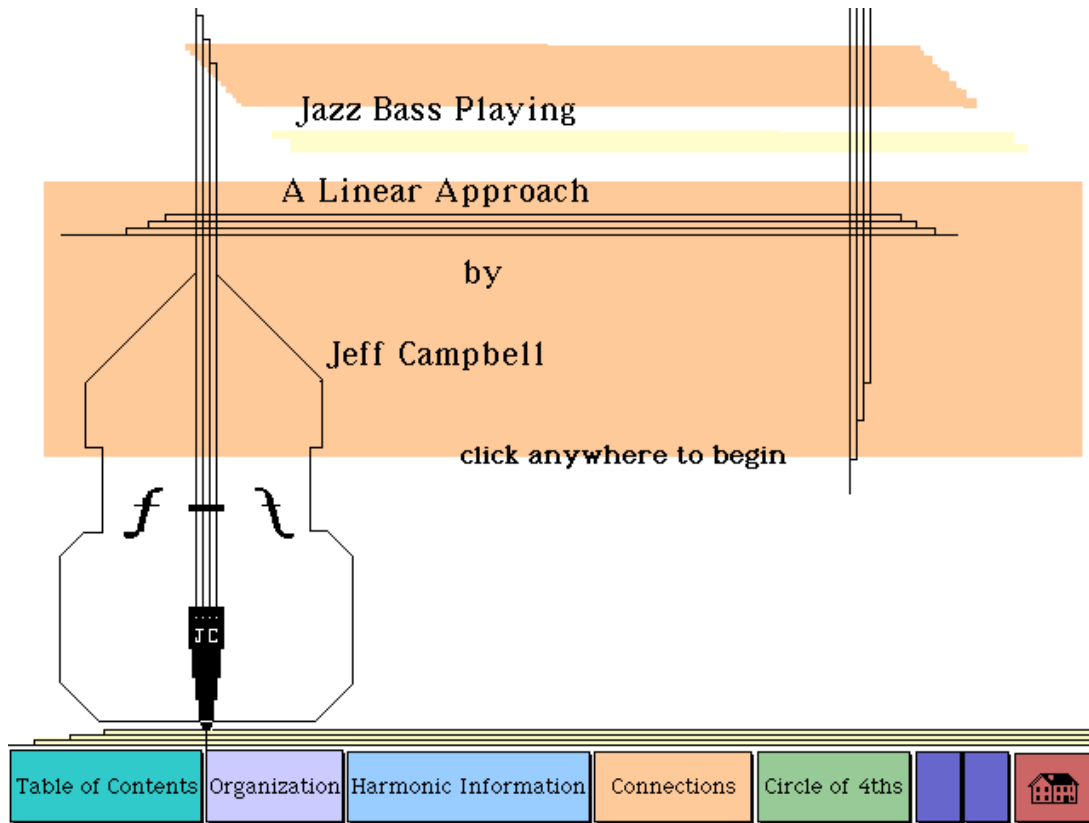 Jazz Bass Playing
A Linear Approach
by
Jeff Campbell
click anywhere to begin
JC
Table of Contents
Organization
Harmonic Information
Connections
Circle of 4ths